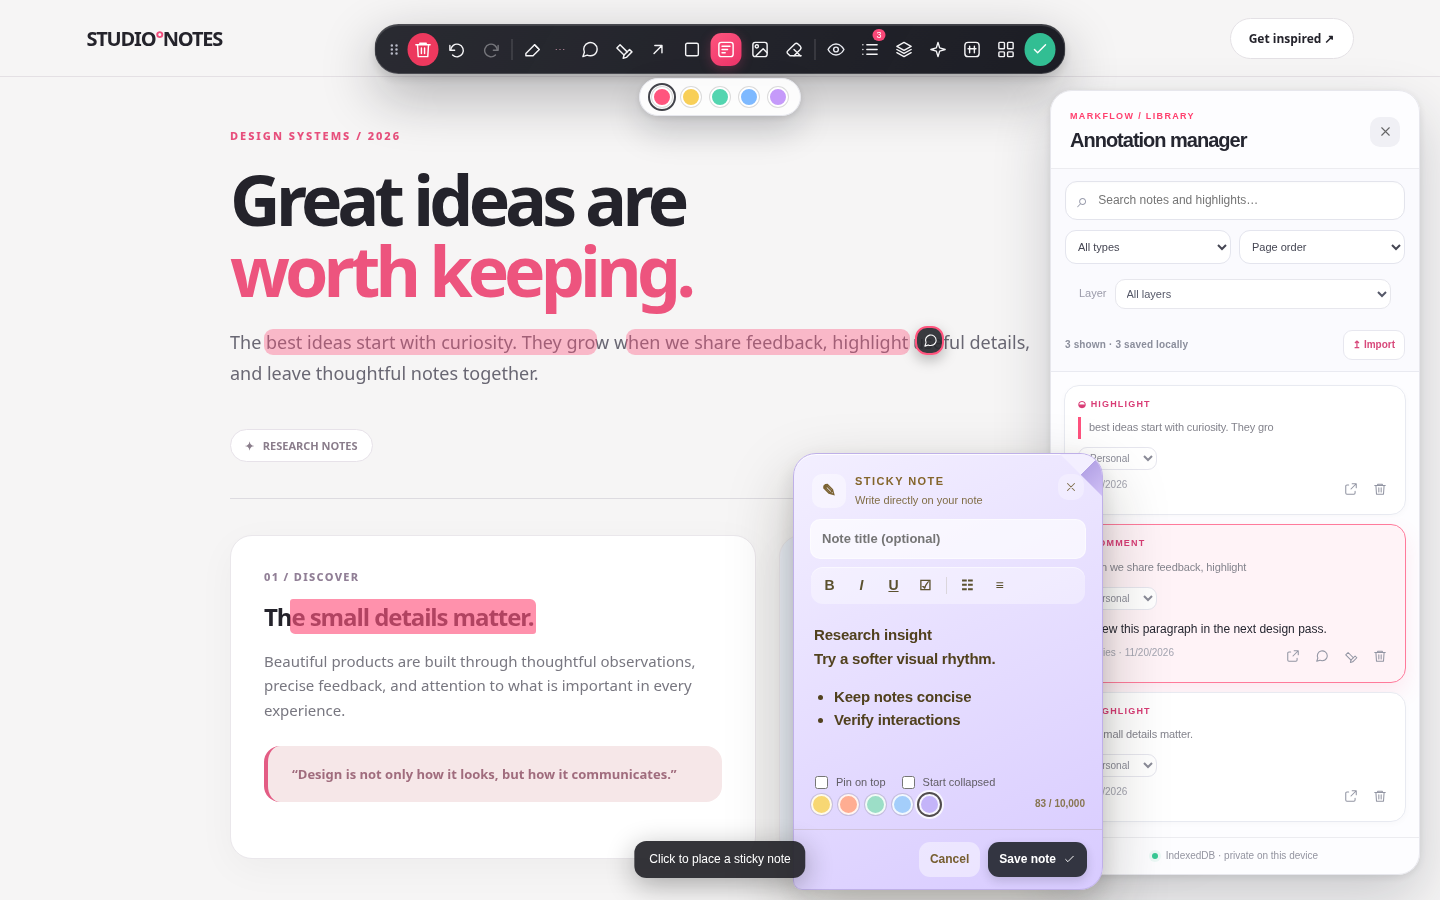 STUDIO°NOTES
3
Get inspired ↗
DESIGN SYSTEMS / 2026
Great ideas are
worth keeping.
The best ideas start with curiosity. They grow when we share feedback, highlight ful details,
and leave thoughtful notes together.
✦ RESEARCH NOTES
01 / DISCOVER
The small details matter.
Beautiful products are built through thoughtful observations,
precise feedback, and attention to what is important in every
experience.
“Design is not only how it looks, but how it communicates.”
Click to place a sticky note
STICKY NOTE
Write directly on your note
Note title (optional)
B I U ☑ ☷ ≡
Research insight
Try a softer visual rhythm.
• Keep notes concise
• Verify interactions
Pin on top Start collapsed
83 / 10,000
Cancel Save note ✓
MARKFLOW / LIBRARY
Annotation manager
Search notes and highlights…
All types Page order
Layer All layers
3 shown · 3 saved locally ↥ Import
HIGHLIGHT
best ideas start with curiosity. They gro
Personal
/2026
OMMENT
n we share feedback, highlight
rsonal
ew this paragraph in the next design pass.
ies · 11/20/2026
GHLIGHT
mall details matter.
rsonal
/2026
IndexedDB · private on this device